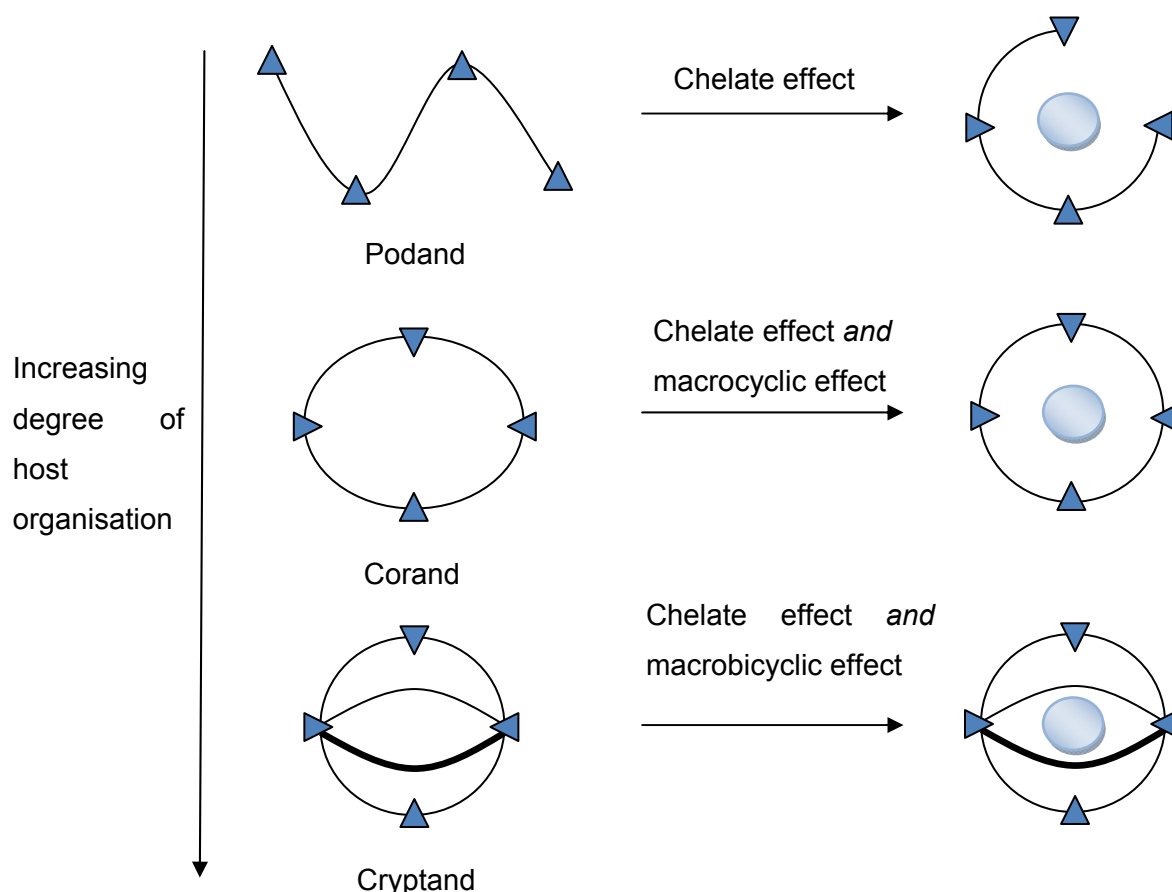 Chelate effect
Podand
Increasing
degree of
host
organisation
Chelate effect and
macrocyclic effect
Corand
Chelate effect and
macrobicyclic effect
Cryptand